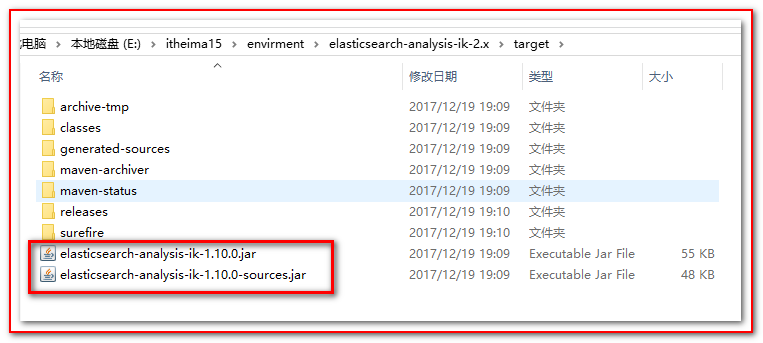 电脑 › 本地磁盘 (E:) › itheima15 › envirment › elasticsearch-analysis-ik-2.x › target ›
名称 修改日期 类型 大小
archive-tmp 2017/12/19 19:09 文件夹
classes 2017/12/19 19:09 文件夹
generated-sources 2017/12/19 19:09 文件夹
maven-archiver 2017/12/19 19:09 文件夹
maven-status 2017/12/19 19:09 文件夹
releases 2017/12/19 19:10 文件夹
surefire 2017/12/19 19:10 文件夹
elasticsearch-analysis-ik-1.10.0.jar 2017/12/19 19:09 Executable Jar File 55 KB
elasticsearch-analysis-ik-1.10.0-sources.jar 2017/12/19 19:09 Executable Jar File 48 KB